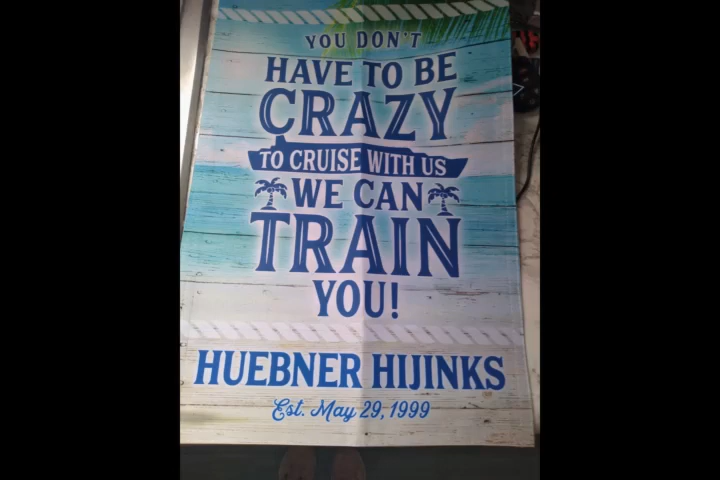 YOU DON'T
HAVE TO BE
CRAZY
TO CRUISE WITH US
WE CAN
TRAIN
YOU!
HUEBNER HIJINKS
Est. May 29, 1999